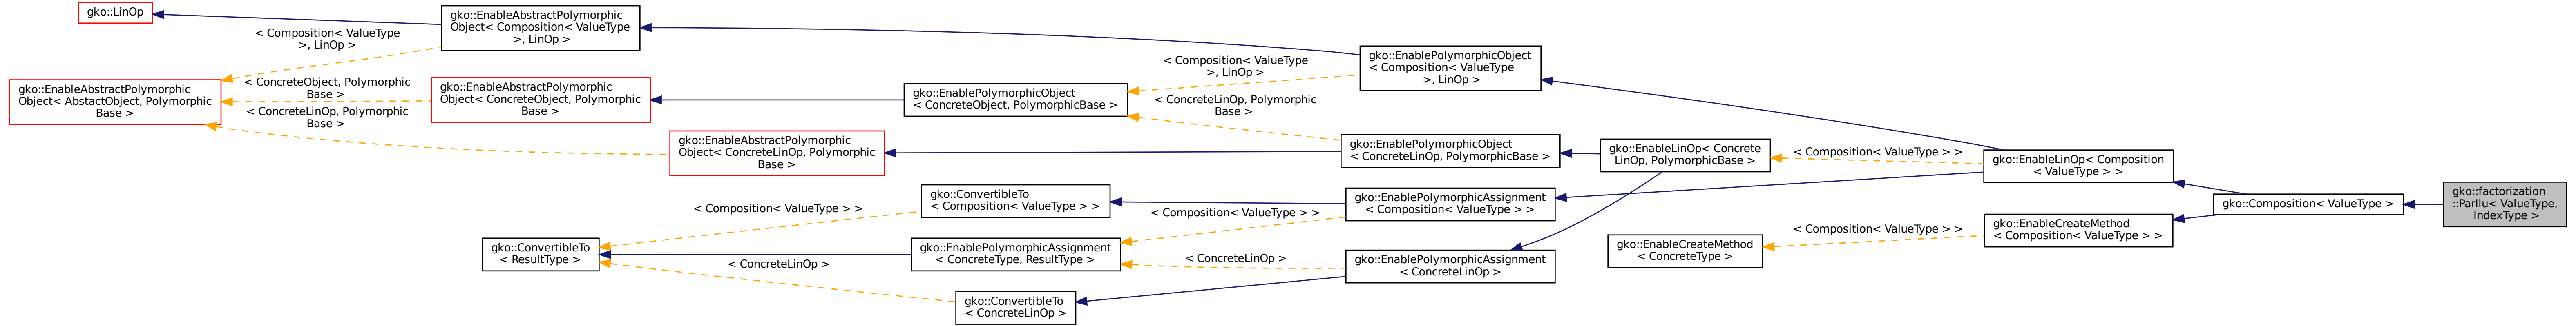 gko::LinOp
gko::EnableAbstractPolymorphic
Object< Composition< ValueType
>, LinOp >
< Composition< ValueType
>, LinOp >
gko::EnableAbstractPolymorphic
Object< AbstactObject, Polymorphic
Base >
< ConcreteObject, Polymorphic
Base >
< ConcreteLinOp, Polymorphic
Base >
gko::EnableAbstractPolymorphic
Object< ConcreteObject, Polymorphic
Base >
gko::EnableAbstractPolymorphic
Object< ConcreteLinOp, Polymorphic
Base >
gko::EnablePolymorphicObject
< ConcreteObject, PolymorphicBase >
< Composition< ValueType
>, LinOp >
< ConcreteLinOp, Polymorphic
Base >
gko::EnablePolymorphicObject
< Composition< ValueType
>, LinOp >
gko::EnablePolymorphicObject
< ConcreteLinOp, PolymorphicBase >
gko::EnableLinOp< Concrete
LinOp, PolymorphicBase >
< Composition< ValueType > >
gko::EnableLinOp< Composition
< ValueType > >
gko::ConvertibleTo
< ResultType >
< Composition< ValueType > >
< ConcreteLinOp >
gko::ConvertibleTo
< Composition< ValueType > >
gko::EnablePolymorphicAssignment
< ConcreteType, ResultType >
gko::ConvertibleTo
< ConcreteLinOp >
< Composition< ValueType > >
< ConcreteLinOp >
gko::EnablePolymorphicAssignment
< Composition< ValueType > >
gko::EnablePolymorphicAssignment
< ConcreteLinOp >
gko::EnableCreateMethod
< ConcreteType >
< Composition< ValueType > >
gko::EnableCreateMethod
< Composition< ValueType > >
gko::Composition< ValueType >
gko::factorization
::ParIlu< ValueType,
IndexType >